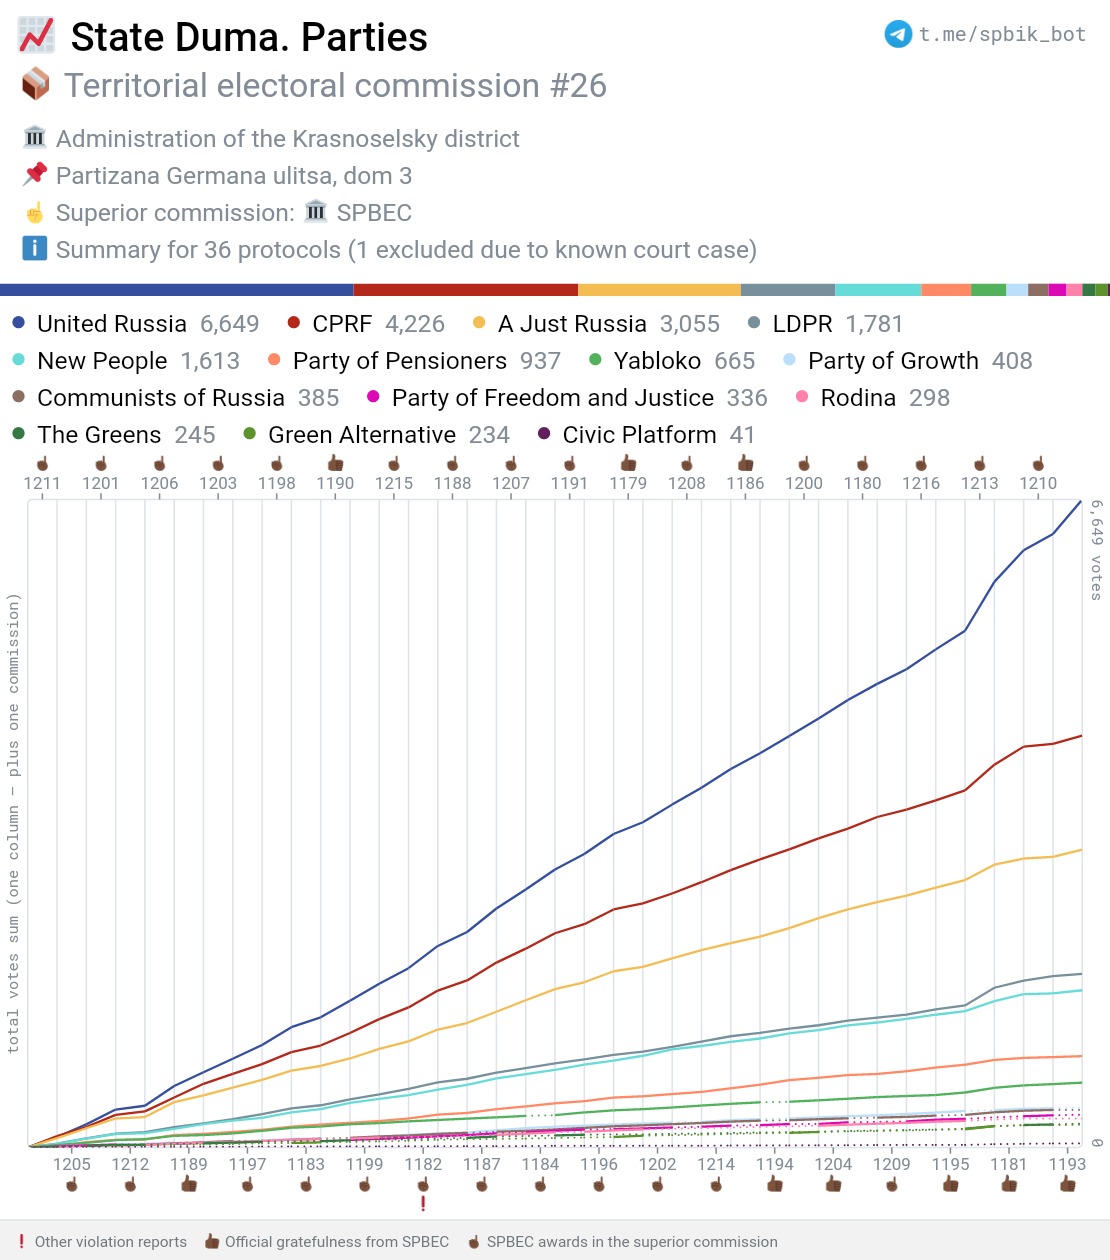 State Duma. Parties
t.me/spbik_bot
Territorial electoral commission #26
Administration of the Krasnoselsky district
Partizana Germana ulitsa, dom 3
Superior commission: SPBEC
Summary for 36 protocols (1 excluded due to known court case)
United Russia 6,649 CPRF 4,226 A Just Russia 3,055 LDPR 1,781
New People 1,613 Party of Pensioners 937 Yabloko 665 Party of Growth 408
Communists of Russia 385 Party of Freedom and Justice 336 Rodina 298
The Greens 245 Green Alternative 234 Civic Platform 41
1211 1201 1206 1203 1198 1190 1215 1188 1207 1191 1179 1208 1186 1200 1180 1216 1213 1210
6,649 votes
total votes sum (one column — plus one commission)
0
1205 1212 1189 1197 1183 1199 1182 1187 1184 1196 1202 1214 1194 1204 1209 1195 1181 1193
Other violation reports Official gratefulness from SPBEC SPBEC awards in the superior commission